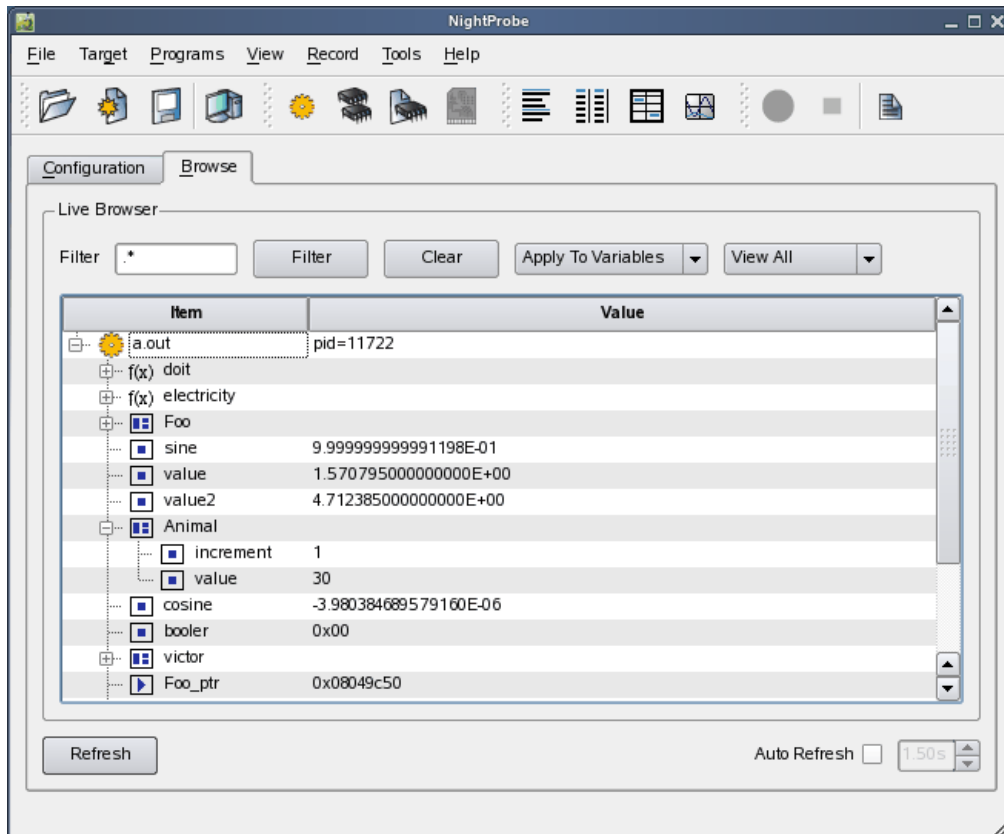 NightProbe
File Target Programs View Record Tools Help
Configuration Browse
Live Browser
Filter .* Filter Clear Apply To Variables View All
Item Value
a.out pid=11722
f(x) doit
f(x) electricity
Foo
sine 9.999999999991198E-01
value 1.570795000000000E+00
value2 4.712385000000000E+00
Animal
increment 1
value 30
cosine -3.980384689579160E-06
booler 0x00
victor
Foo_ptr 0x08049c50
Refresh Auto Refresh 1.50s